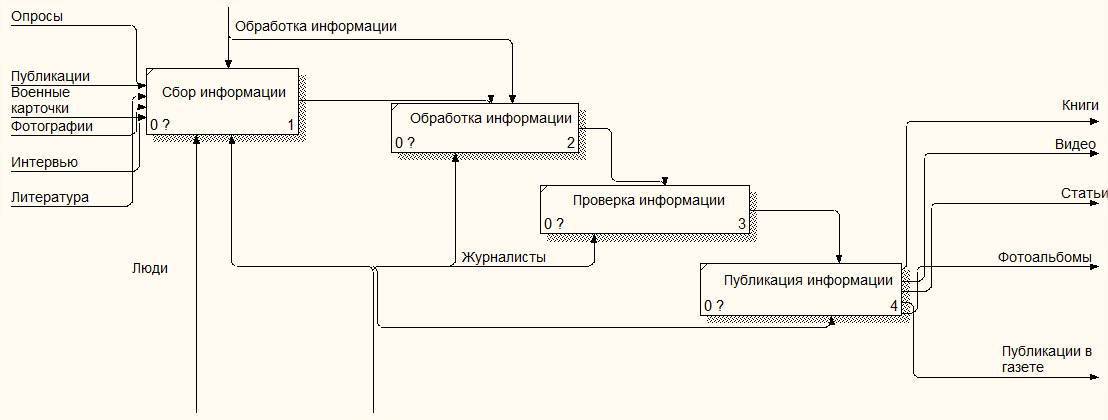 Опросы
Обработка информации
Публикации
Военные
карточки
Фотографии
Интервью
Литература
Сбор информации
0 ?
1
Обработка информации
0 ?
2
Проверка информации
0 ?
3
Журналисты
Люди
Публикация информации
0 ?
4
Книги
Видео
Статьи
Фотоальбомы
Публикации в
газете